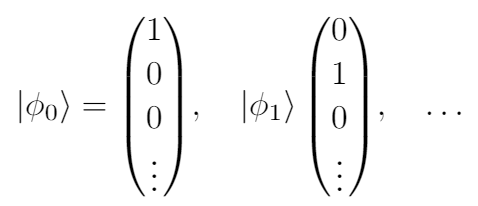 |ϕ₀⟩ = (1 0 0 ⋮), |ϕ₁⟩ (0 1 0 ⋮), …